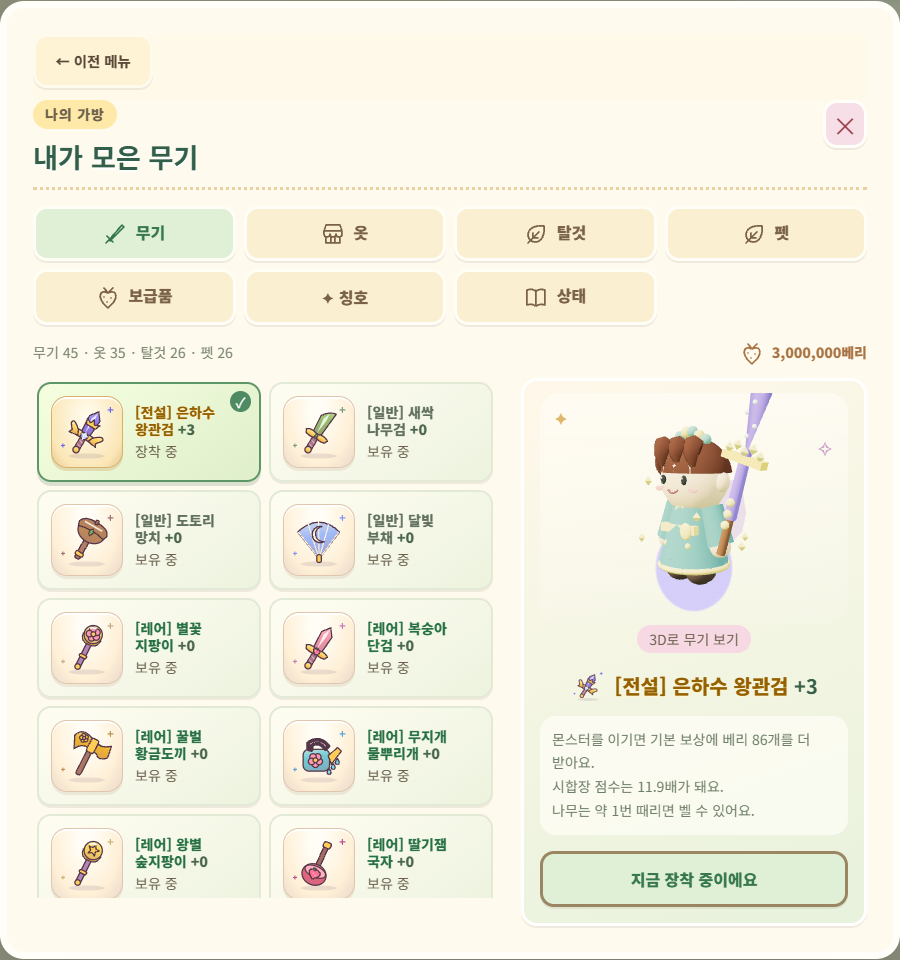 ← 이전 메뉴
나의 가방
내가 모은 무기
무기
옷
탈것
펫
보급품
✦ 칭호
상태
무기 45 · 옷 35 · 탈것 26 · 펫 26
3,000,000베리
[전설] 은하수
왕관검 +3
장착 중
[일반] 새싹
나무검 +0
보유 중
[일반] 도토리
망치 +0
보유 중
[일반] 달빛
부채 +0
보유 중
[레어] 별꽃
지팡이 +0
보유 중
[레어] 복숭아
단검 +0
보유 중
[레어] 꿀벌
황금도끼 +0
보유 중
[레어] 무지개
물뿌리개 +0
보유 중
[레어] 왕별
숲지팡이 +0
보유 중
[레어] 딸기잼
국자 +0
보유 중
3D로 무기 보기
[전설] 은하수 왕관검 +3
몬스터를 이기면 기본 보상에 베리 86개를 더
받아요.
시합장 점수는 11.9배가 돼요.
나무는 약 1번 때리면 벨 수 있어요.
지금 장착 중이에요